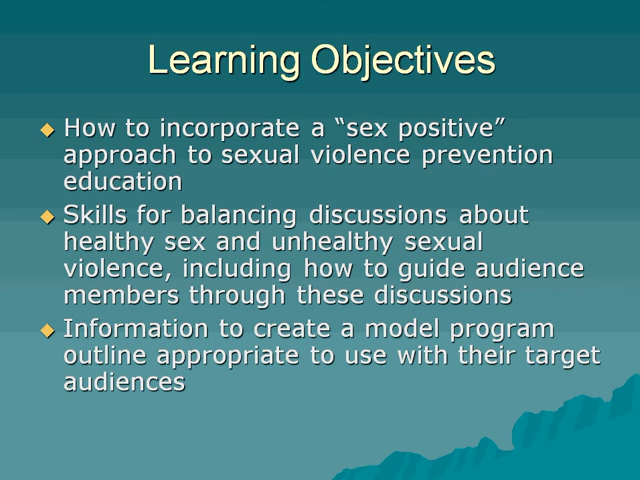 Learning Objectives
How to incorporate a “sex positive”
approach to sexual violence prevention
education
Skills for balancing discussions about
healthy sex and unhealthy sexual
violence, including how to guide audience
members through these discussions
Information to create a model program
outline appropriate to use with their target
audiences